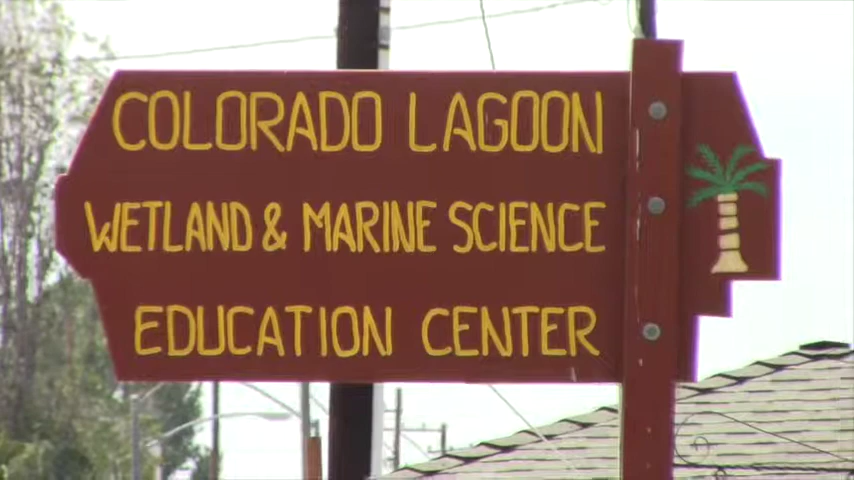 COLORADO LAGOON
WETLAND & MARINE SCIENCE
EDUCATION CENTER